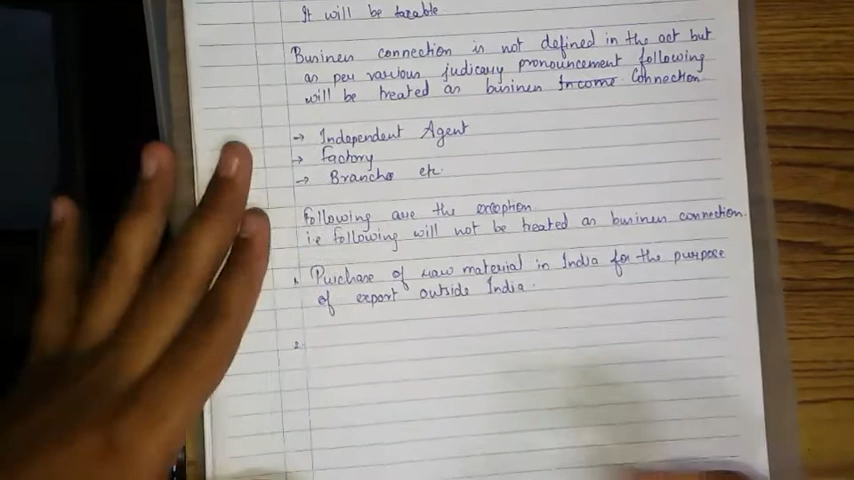 It will be taxable
Business connection is not defined in the act but
as per various judicary pronouncement following
will be treated as business Income Connection
→ Independent Agent
→ Factory
→ Branche etc.
Following are the exception
i.e following will not be treated as business connection.
1. Purchase of raw material in India for the purpose
of export outside India.
2.